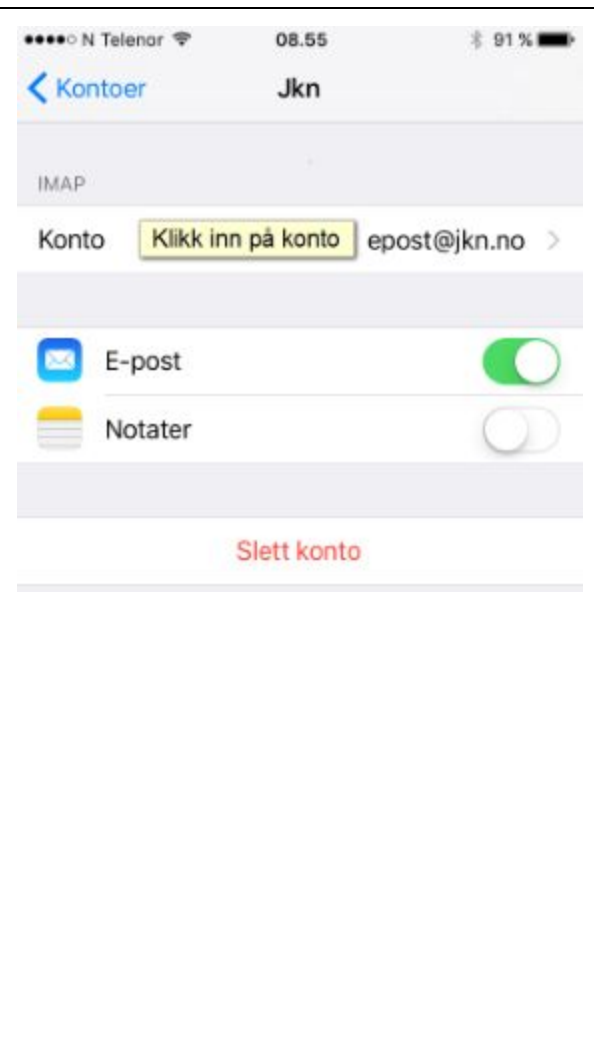 N Telenor 08.55 91 %
Kontoer Jkn
IMAP
Konto Klikk inn på konto epost@jkn.no
E-post
Notater
Slett konto